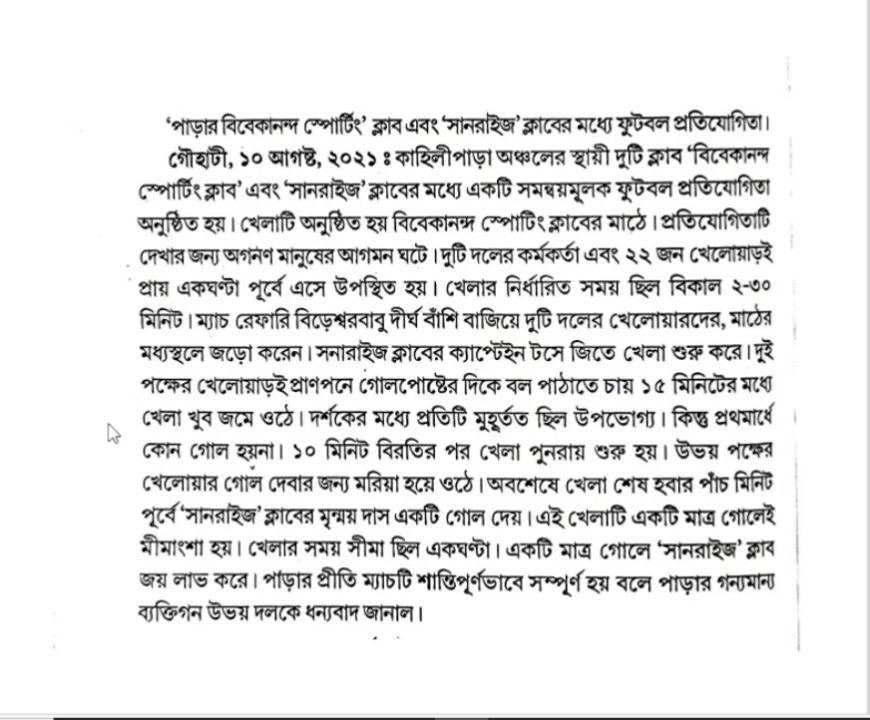 ‘পাড়ার বিবেকানন্দ স্পোর্টিং’ ক্লাব এবং ‘সানরাইজ’ ক্লাবের মধ্যে ফুটবল প্রতিযোগিতা।
গৌহাটী, ১০ আগষ্ট, ২০২১ ঃ কাহিলীপাড়া অঞ্চলের স্থায়ী দুটি ক্লাব ‘বিবেকানন্দ
স্পোর্টিং ক্লাব’ এবং ‘সানরাইজ’ ক্লাবের মধ্যে একটি সমন্বয়মূলক ফুটবল প্রতিযোগিতা
অনুষ্ঠিত হয়। খেলাটি অনুষ্ঠিত হয় বিবেকানন্দ স্পোটিং ক্লাবের মাঠে। প্রতিযোগিতাটি
দেখার জন্য অগনণ মানুষের আগমন ঘটে। দুটি দলের কর্মকর্তা এবং ২২ জন খেলোয়াড়ই
প্রায় একঘণ্টা পূর্বে এসে উপস্থিত হয়। খেলার নির্ধারিত সময় ছিল বিকাল ২-৩০
মিনিট। ম্যাচ রেফারি বিড়েশ্বরবাবু দীর্ঘ বাঁশি বাজিয়ে দুটি দলের খেলোয়ারদের, মাঠের
মধ্যস্থলে জড়ো করেন। সনারাইজ ক্লাবের ক্যাপ্টেইন টসে জিতে খেলা শুরু করে। দুই
পক্ষের খেলোয়াড়ই প্রাণপনে গোলপোষ্টের দিকে বল পাঠাতে চায় ১৫ মিনিটের মধ্যে
খেলা খুব জমে ওঠে। দর্শকের মধ্যে প্রতিটি মুহূর্তত ছিল উপভোগ্য। কিন্তু প্রথমার্ধে
কোন গোল হয়না। ১০ মিনিট বিরতির পর খেলা পুনরায় শুরু হয়। উভয় পক্ষের
খেলোয়ার গোল দেবার জন্য মরিয়া হয়ে ওঠে। অবশেষে খেলা শেষ হবার পাঁচ মিনিট
পূর্বে ‘সানরাইজ’ ক্লাবের মৃন্ময় দাস একটি গোল দেয়। এই খেলাটি একটি মাত্র গোলেই
মীমাংশা হয়। খেলার সময় সীমা ছিল একঘণ্টা। একটি মাত্র গোলে ‘সানরাইজ’ ক্লাব
জয় লাভ করে। পাড়ার প্রীতি ম্যাচটি শান্তিপূর্ণভাবে সম্পূর্ণ হয় বলে পাড়ার গন্যমান্য
ব্যক্তিগন উভয় দলকে ধন্যবাদ জানাল।